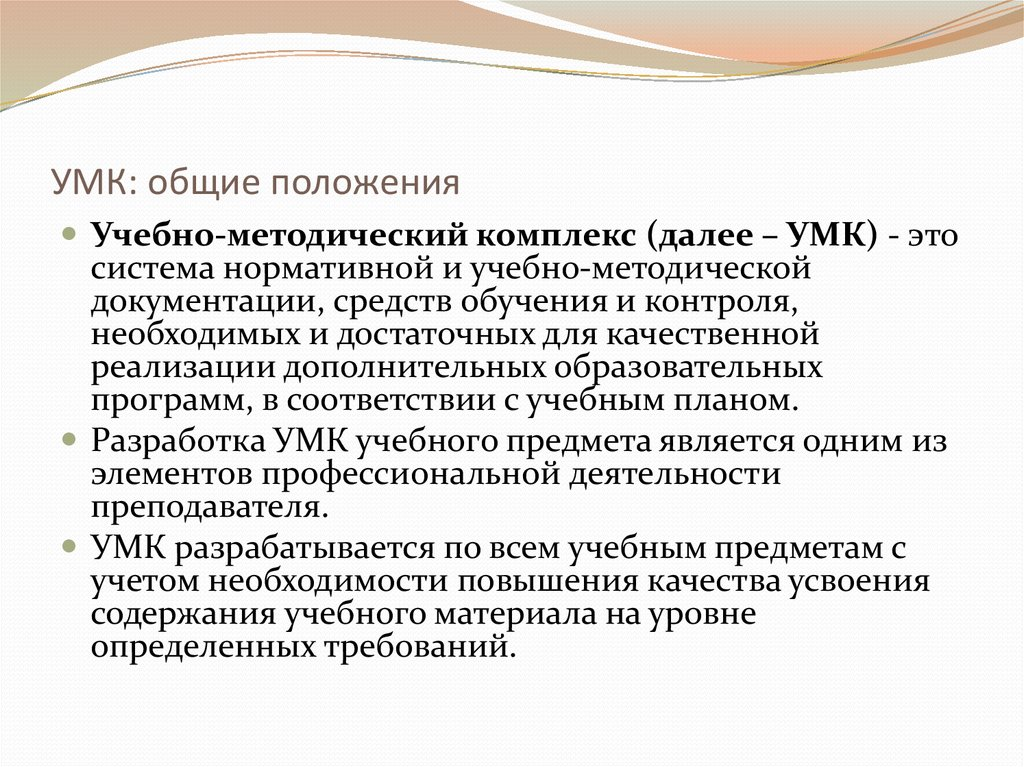 УМК: общие положения
Учебно-методический комплекс (далее – УМК) - это
система нормативной и учебно-методической
документации, средств обучения и контроля,
необходимых и достаточных для качественной
реализации дополнительных образовательных
программ, в соответствии с учебным планом.
Разработка УМК учебного предмета является одним из
элементов профессиональной деятельности
преподавателя.
УМК разрабатывается по всем учебным предметам с
учетом необходимости повышения качества усвоения
содержания учебного материала на уровне
определенных требований.